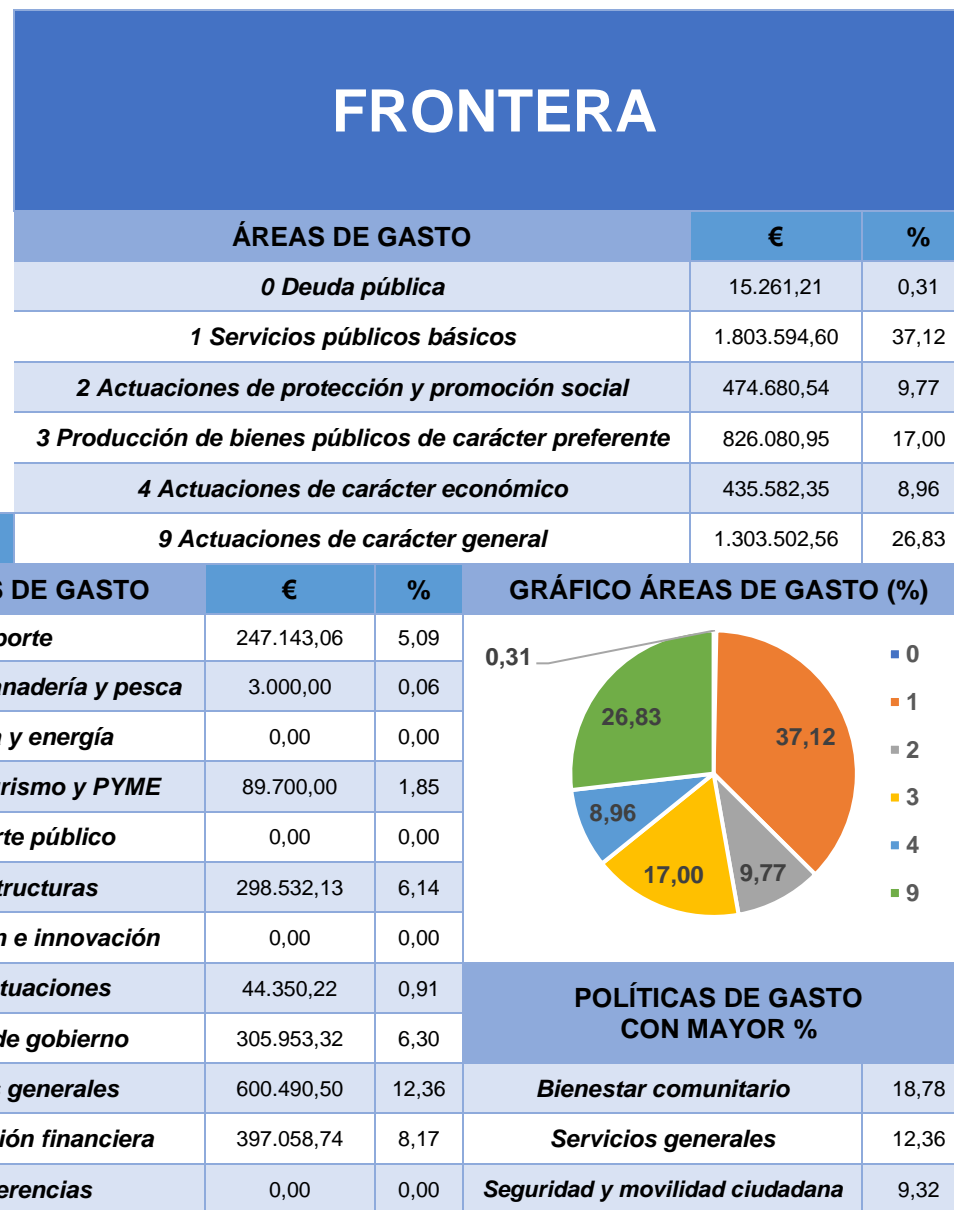 FRONTERA
ÁREAS DE GASTO € %
0 Deuda pública 15.261,21 0,31
1 Servicios públicos básicos 1.803.594,60 37,12
2 Actuaciones de protección y promoción social 474.680,54 9,77
3 Producción de bienes públicos de carácter preferente 826.080,95 17,00
4 Actuaciones de carácter económico 435.582,35 8,96
9 Actuaciones de carácter general 1.303.502,56 26,83
S DE GASTO € %
porte 247.143,06 5,09
anadería y pesca 3.000,00 0,06
a y energía 0,00 0,00
urismo y PYME 89.700,00 1,85
rte público 0,00 0,00
structuras 298.532,13 6,14
n e innovación 0,00 0,00
ctuaciones 44.350,22 0,91
de gobierno 305.953,32 6,30
s generales 600.490,50 12,36
ción financiera 397.058,74 8,17
erencias 0,00 0,00
GRÁFICO ÁREAS DE GASTO (%)
0,31
26,83
37,12
8,96
17,00
9,77
0
1
2
3
4
9
POLÍTICAS DE GASTO
CON MAYOR %
Bienestar comunitario 18,78
Servicios generales 12,36
Seguridad y movilidad ciudadana 9,32